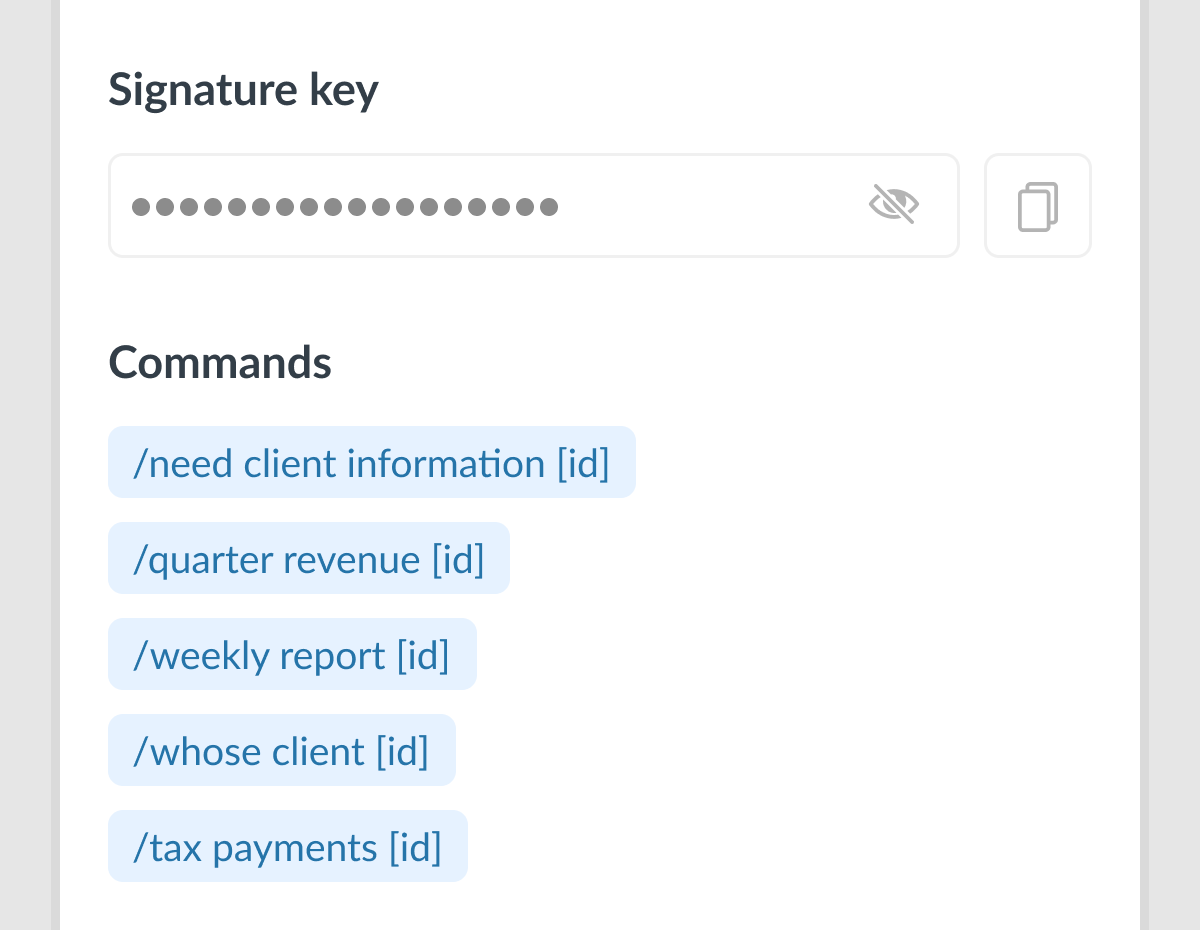 Signature key
••••••••••••••••••
Commands
/need client information [id]
/quarter revenue [id]
/weekly report [id]
/whose client [id]
/tax payments [id]